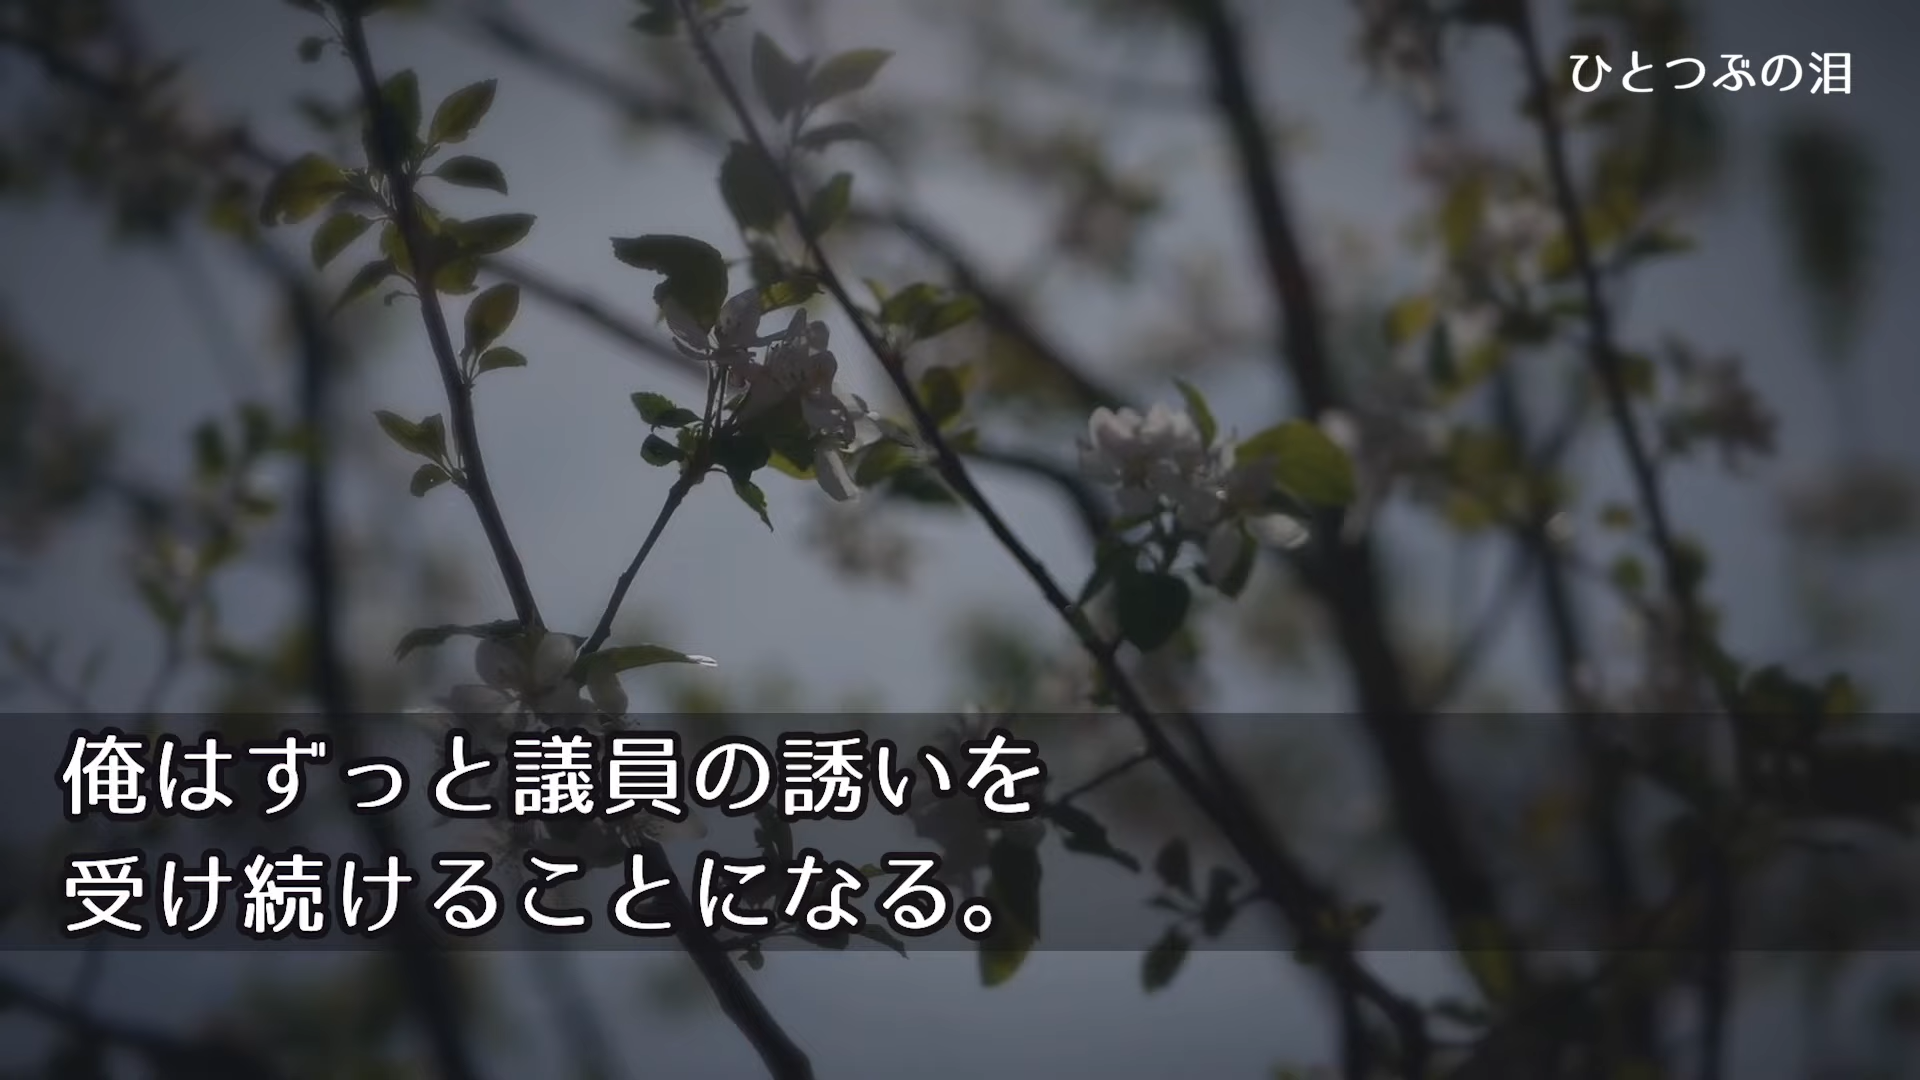 ひとつぶの泪
俺はずっと議員の誘いを
受け続けることになる。